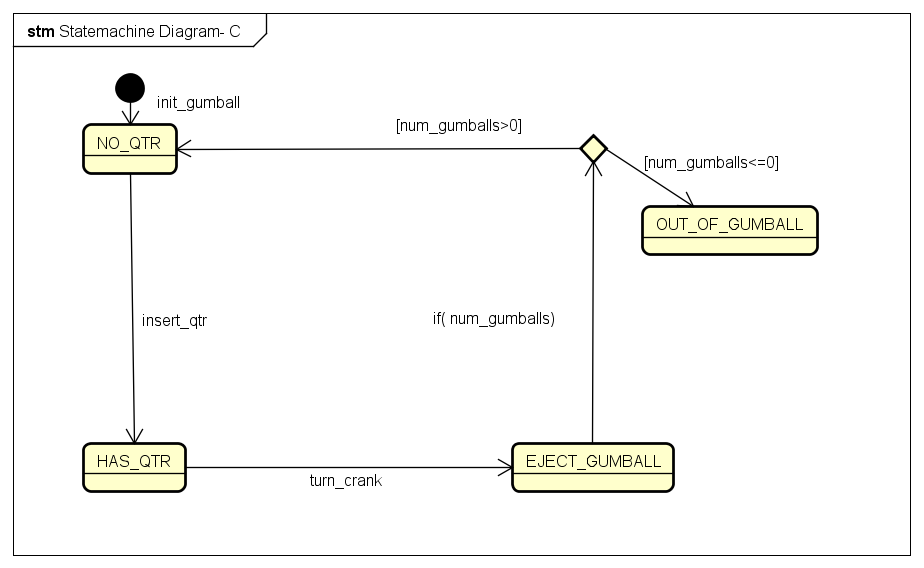 stm Statemachine Diagram- C
init_gumball
[num_gumballs>0]
NO_QTR
[num_gumballs<=0]
OUT_OF_GUMBALL
insert_qtr
if( num_gumballs)
HAS_QTR
EJECT_GUMBALL
turn_crank